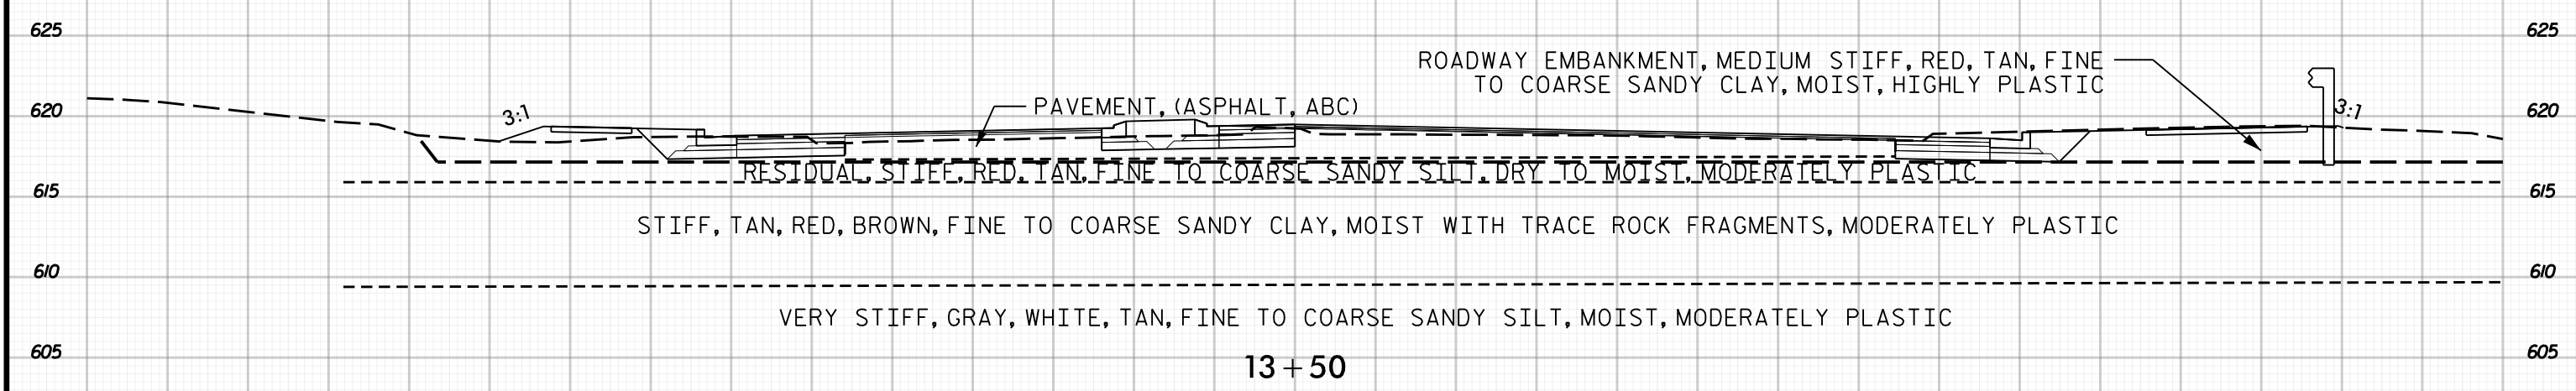 625
625
ROADWAY EMBANKMENT, MEDIUM STIFF, RED, TAN, FINE
TO COARSE SANDY CLAY, MOIST, HIGHLY PLASTIC
620
3:1
PAVEMENT, (ASPHALT, ABC)
3:1
620
RESIDUAL, STIFF, RED, TAN, FINE TO COARSE SANDY SILT, DRY TO MOIST, MODERATELY PLASTIC
615
615
STIFF, TAN, RED, BROWN, FINE TO COARSE SANDY CLAY, MOIST WITH TRACE ROCK FRAGMENTS, MODERATELY PLASTIC
610
610
VERY STIFF, GRAY, WHITE, TAN, FINE TO COARSE SANDY SILT, MOIST, MODERATELY PLASTIC
605
605
13+50